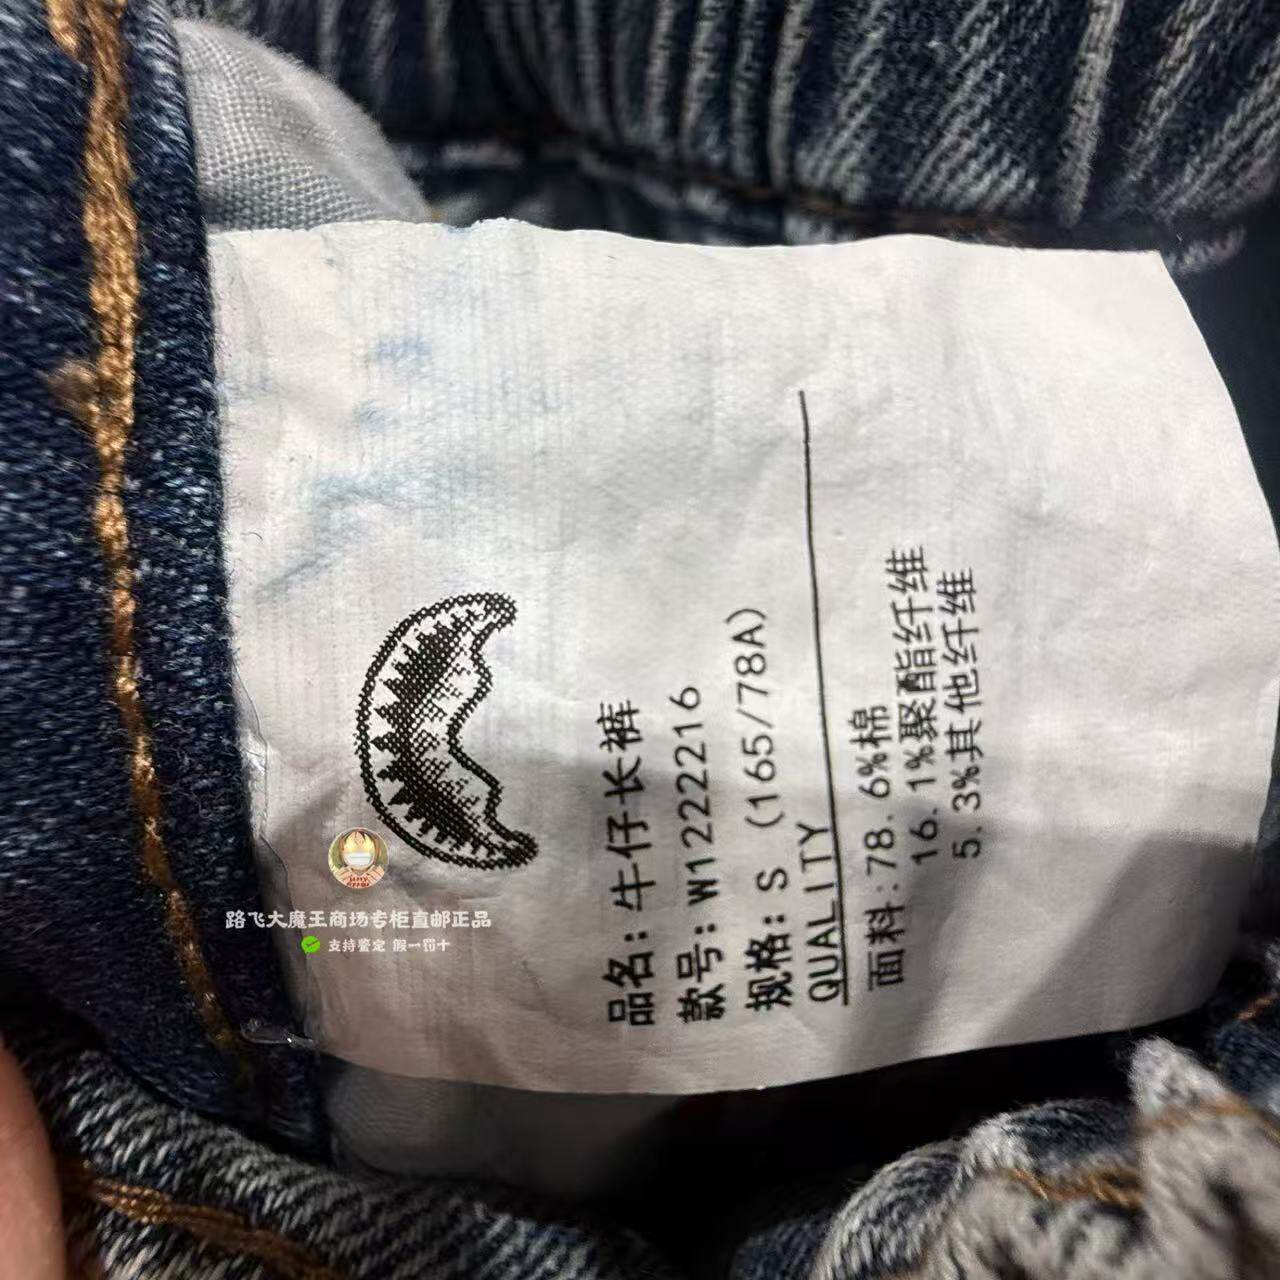 品名: 牛仔长裤
款号: W1222216
规格: S (165/78A)
QUALITY
面料: 78.6%棉
16.1%聚酯纤维
5.3%其他纤维
路飞大魔王商场专柜直邮正品
支持鉴定 假一罚十